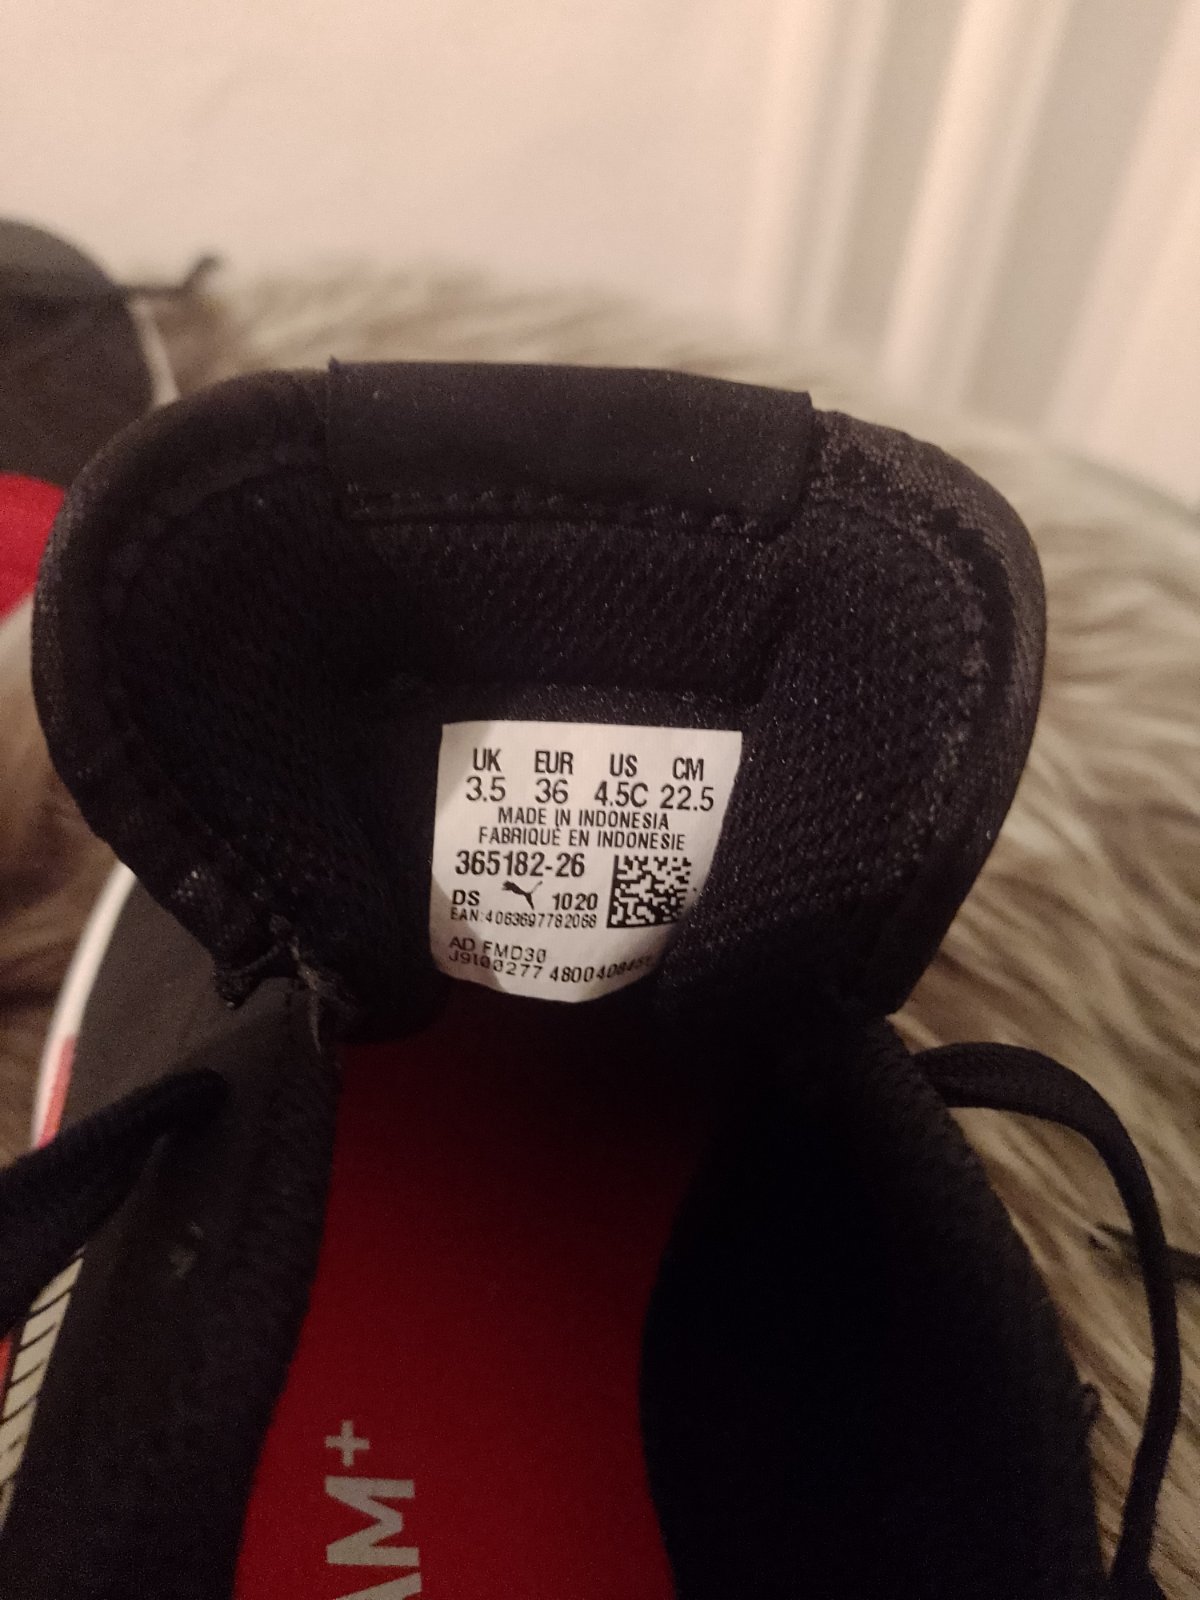 UK EUR US CM
3.5 36 4.5C 22.5
MADE IN INDONESIA
FABRIQUÉ EN INDONESIE
365182-26
DS 1020
EAN:4063697782068
AD FMD30
J9100277
AM+